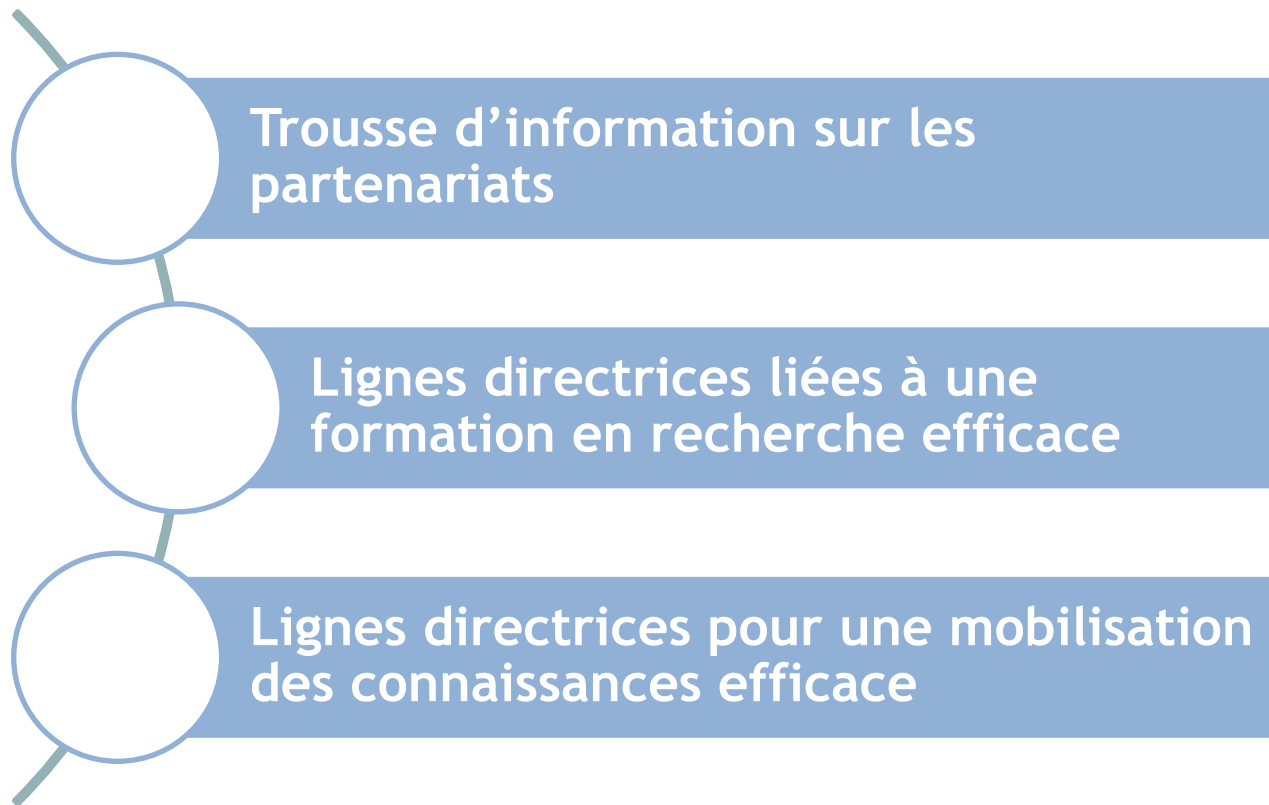 Trousse d’information sur les
partenariats
Lignes directrices liées à une
formation en recherche efficace
Lignes directrices pour une mobilisation
des connaissances efficace